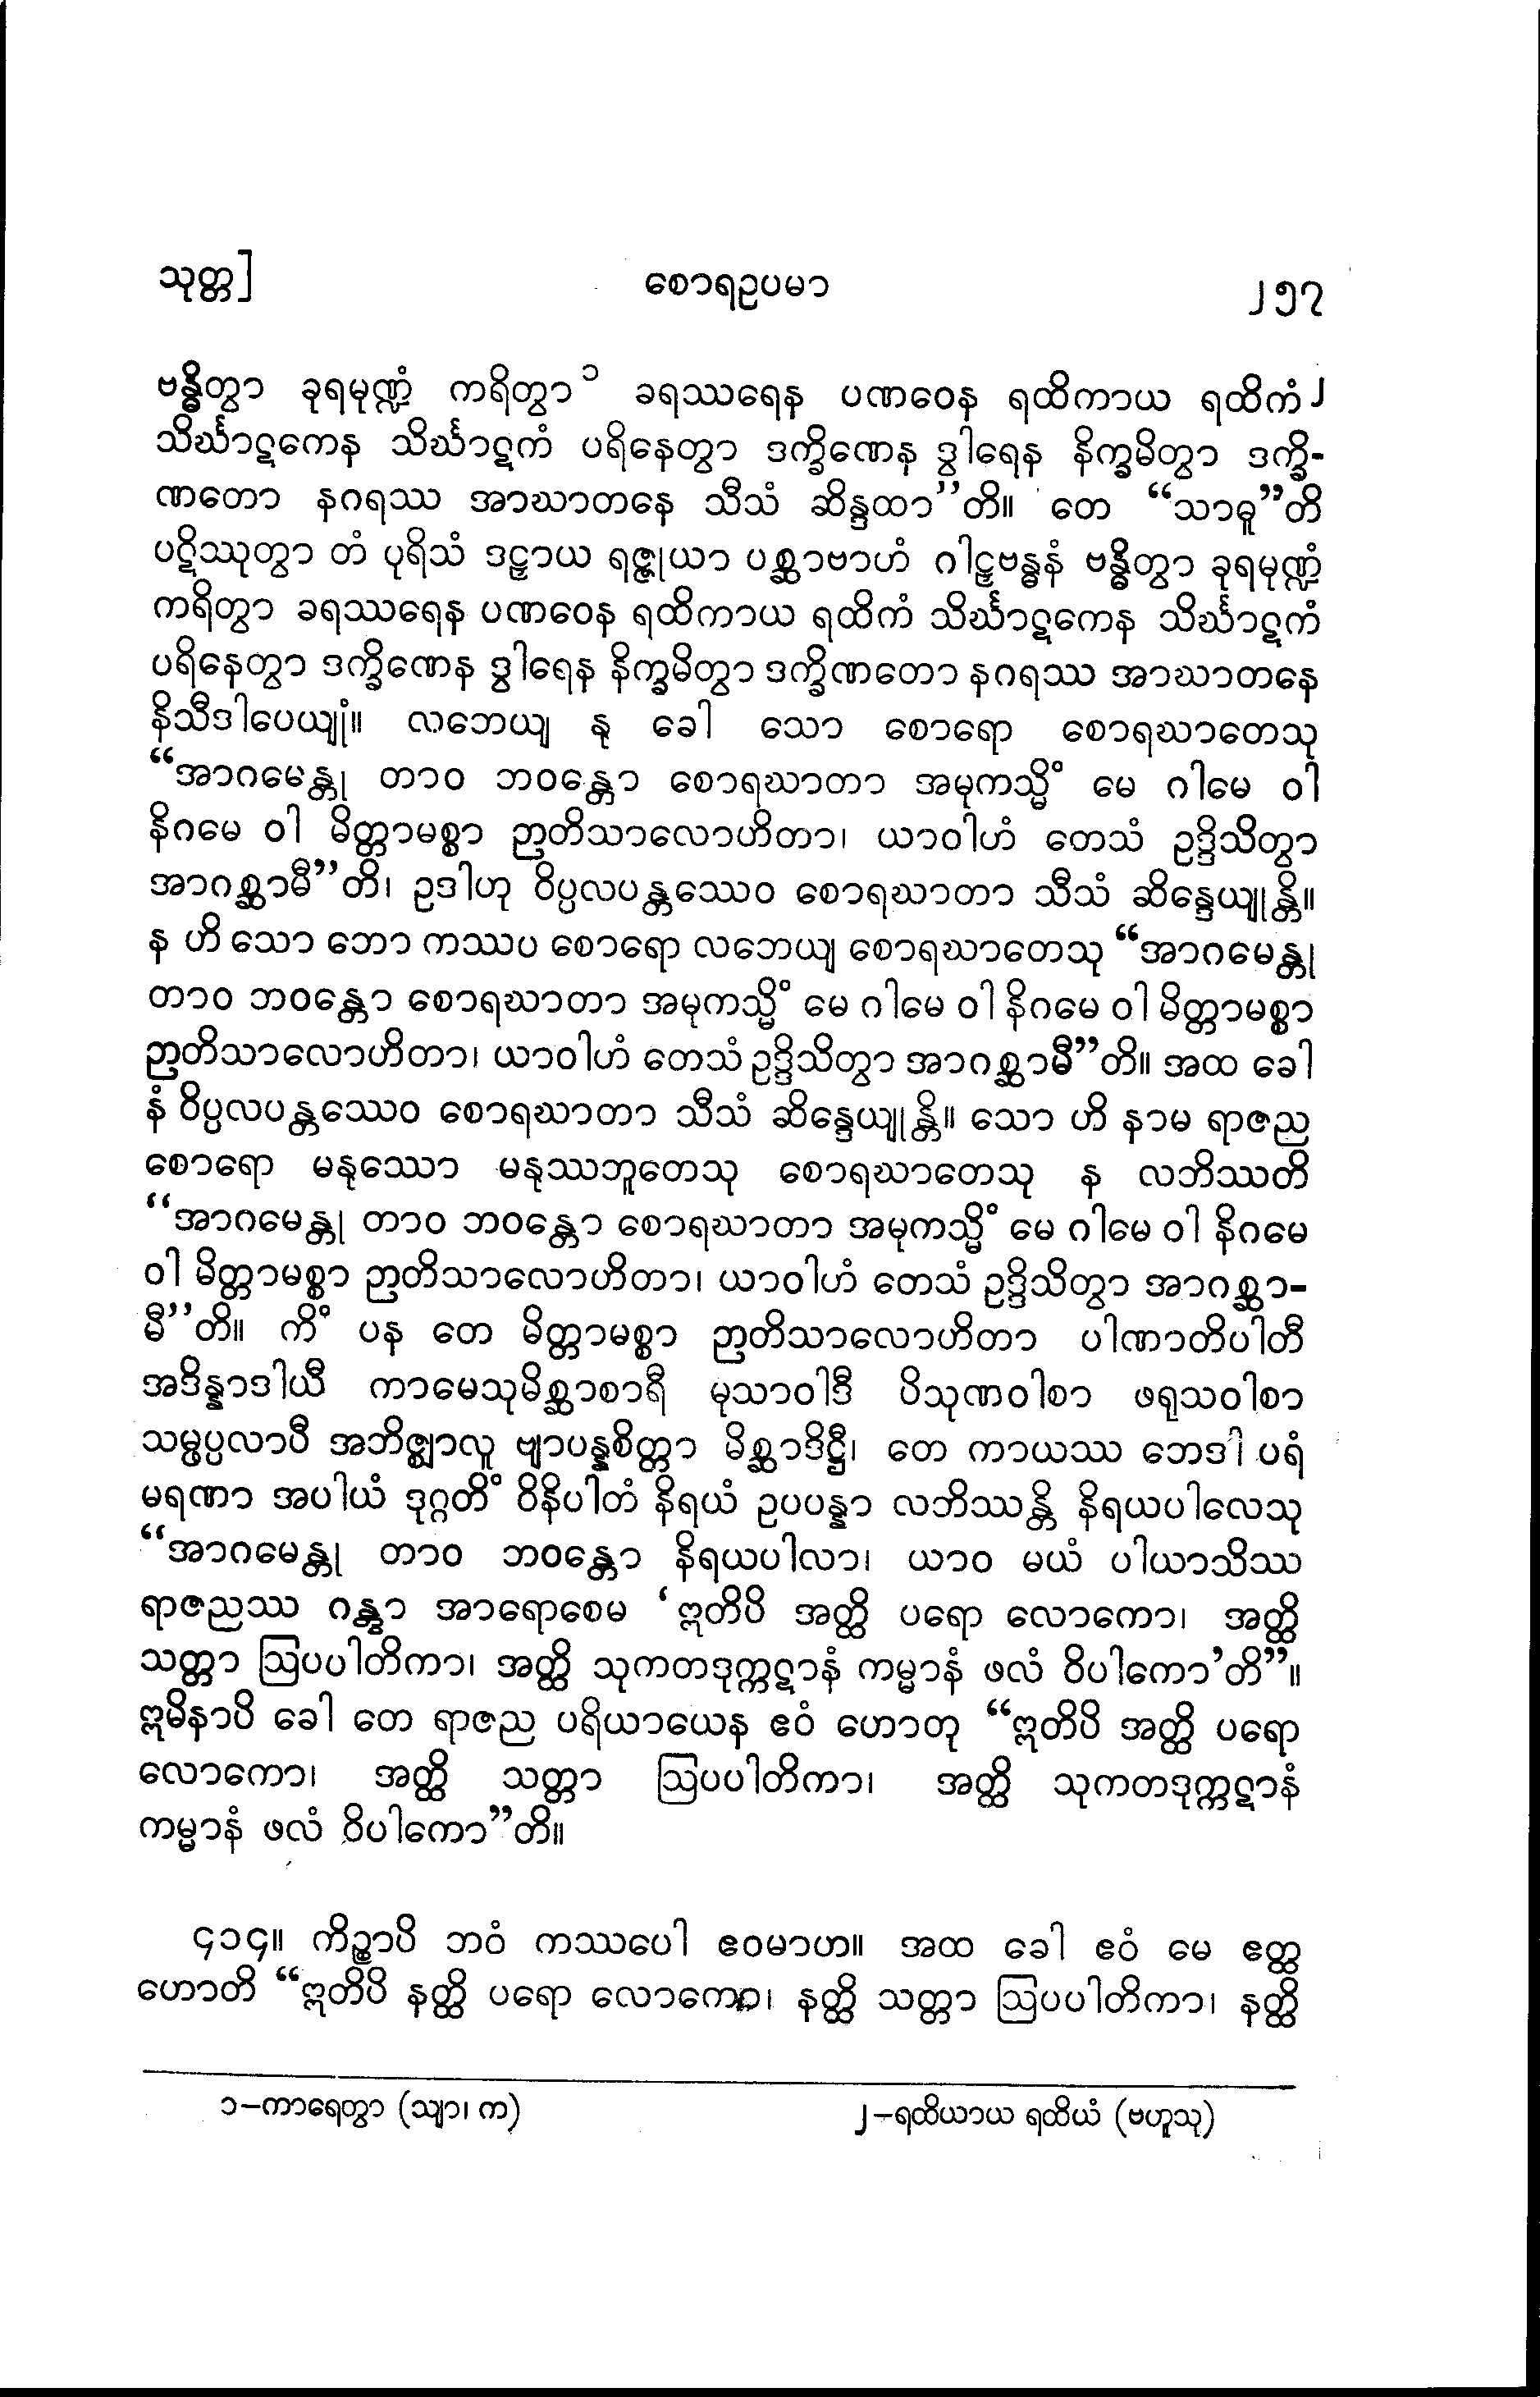 သုတ္တ] စောရဥပမာ ၂၅၇
ဗန္ဓိတွာ ခုရမုဏ္ဍံ ကရိတွာ ၁ ခရဿရေန ပဏဝေန ရထိကာယ ရထိကံ ၂
သိင်္ဃာဋကေန သိင်္ဃာဋကံ ပရိနေတွာ ဒက္ခိဏေန ဒွါရေန နိက္ခမိတွာ ဒက္ခိ-
ဏတော နဂရဿ အာဃာတနေ သီသံ ဆိန္ဒထာ”တိ။ တေ “သာဓူ”တိ
ပဋိဿုတွာ တံ ပုရိသံ ဒဠှာယ ရဇ္ဇုယာ ပစ္ဆာဗာဟံ ဂါဠှဗန္ဓနံ ဗန္ဓိတွာ ခုရမုဏ္ဍံ
ကရိတွာ ခရဿရေန ပဏဝေန ရထိကာယ ရထိကံ သိင်္ဃာဋကေန သိင်္ဃာဋကံ
ပရိနေတွာ ဒက္ခိဏေန ဒွါရေန နိက္ခမိတွာ ဒက္ခိဏတော နဂရဿ အာဃာတနေ
နိသီဒါပေယျုံ။ လဘေယျ နု ခေါ သော စောရော စောရဃာတေသု
“အာဂမေန္တု တာဝ ဘဝန္တော စောရဃာတာ အမုကသ္မိံ မေ ဂါမေ ဝါ
နိဂမေ ဝါ မိတ္တာမစ္စာ ဉာတိသာလောဟိတာ၊ ယာဝါဟံ တေသံ ဥဒ္ဒိသိတွာ
အာဂစ္ဆာမီ”တိ၊ ဥဒါဟု ဝိပ္ပလပန္တဿေဝ စောရဃာတာ သီသံ ဆိန္ဒေယျုန္တိ။
န ဟိ သော ဘော ကဿပ စောရော လဘေယျ စောရဃာတေသု “အာဂမေန္တု
တာဝ ဘဝန္တော စောရဃာတာ အမုကသ္မိံ မေ ဂါမေ ဝါ နိဂမေ ဝါ မိတ္တာမစ္စာ
ဉာတိသာလောဟိတာ၊ ယာဝါဟံ တေသံ ဥဒ္ဒိသိတွာ အာဂစ္ဆာမီ”တိ။ အထ ခေါ
နံ ဝိပ္ပလပန္တဿေဝ စောရဃာတာ သီသံ ဆိန္ဒေယျုန္တိ။ သော ဟိ နာမ ရာဇည
စောရော မနုဿော မနုဿဘူတေသု စောရဃာတေသု န လဘိဿတိ
“အာဂမေန္တု တာဝ ဘဝန္တော စောရဃာတာ အမုကသ္မိံ မေ ဂါမေ ဝါ နိဂမေ
ဝါ မိတ္တာမစ္စာ ဉာတိသာလောဟိတာ၊ ယာဝါဟံ တေသံ ဥဒ္ဒိသိတွာ အာဂစ္ဆာ-
မီ”တိ။ ကိံ ပန တေ မိတ္တာမစ္စာ ဉာတိသာလောဟိတာ ပါဏာတိပါတီ
အဒိန္နာဒါယီ ကာမေသုမိစ္ဆာစာရီ မုသာဝါဒီ ပိသုဏဝါစာ ဖရုသဝါစာ
သမ္ဖပ္ပလာပီ အဘိဇ္ဈာလူ ဗျာပန္နစိတ္တာ မိစ္ဆာဒိဋ္ဌီ၊ တေ ကာယဿ ဘေဒါ ပရံ
မရဏာ အပါယံ ဒုဂ္ဂတိံ ဝိနိပါတံ နိရယံ ဥပပန္နာ လဘိဿန္တိ နိရယပါလေသု
“အာဂမေန္တု တာဝ ဘဝန္တော နိရယပါလာ၊ ယာဝ မယံ ပါယာသိဿ
ရာဇညဿ ဂန္တွာ အာရောစေမ ‘ဣတိပိ အတ္ထိ ပရော လောကော၊ အတ္ထိ
သတ္တာ ဩပပါတိကာ၊ အတ္ထိ သုကတဒုက္ကဋာနံ ကမ္မာနံ ဖလံ ဝိပါကော’တိ”။
ဣမိနာပိ ခေါ တေ ရာဇည ပရိယာယေန ဧဝံ ဟောတု “ဣတိပိ အတ္ထိ ပရော
လောကော၊ အတ္ထိ သတ္တာ ဩပပါတိကာ၊ အတ္ထိ သုကတဒုက္ကဋာနံ
ကမ္မာနံ ဖလံ ဝိပါကော”တိ။
၄၁၄။ ကိဉ္စာပိ ဘဝံ ကဿပေါ ဧဝမာဟ။ အထ ခေါ ဧဝံ မေ ဧတ္ထ
ဟောတိ “ဣတိပိ နတ္ထိ ပရော လောကော၊ နတ္ထိ သတ္တာ ဩပပါတိကာ၊ နတ္ထိ
၁–ကာရေတွာ (သျာ၊ က) ၂–ရထိယာယ ရထိယံ (ဗဟူသု)